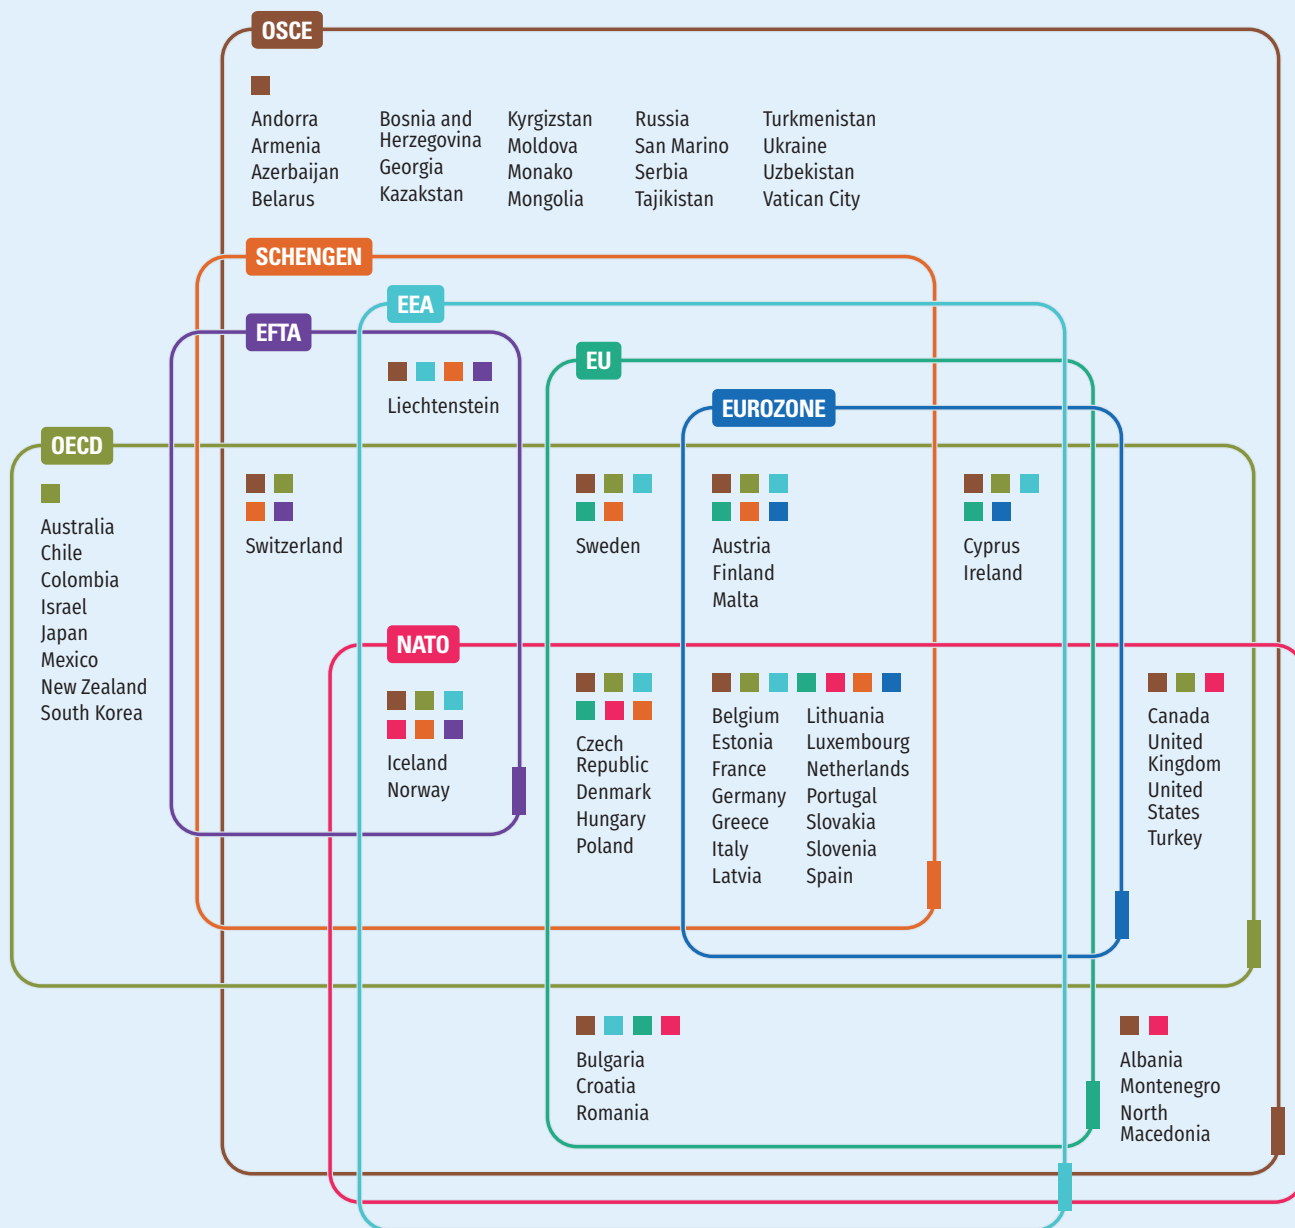 OSCE
Andorra
Armenia
Azerbaijan
Belarus
Bosnia and
Herzegovina
Georgia
Kazakstan
Kyrgizstan
Moldova
Monako
Mongolia
Russia
San Marino
Serbia
Tajikistan
Turkmenistan
Ukraine
Uzbekistan
Vatican City
SCHENGEN
EEA
EFTA
Liechtenstein
EU
EUROZONE
OECD
Australia
Chile
Colombia
Israel
Japan
Mexico
New Zealand
South Korea
Switzerland
Sweden
Austria
Finland
Malta
Cyprus
Ireland
NATO
Iceland
Norway
Czech
Republic
Denmark
Hungary
Poland
Belgium
Estonia
France
Germany
Greece
Italy
Latvia
Lithuania
Luxembourg
Netherlands
Portugal
Slovakia
Slovenia
Spain
Canada
United
Kingdom
United
States
Turkey
Bulgaria
Croatia
Romania
Albania
Montenegro
North
Macedonia